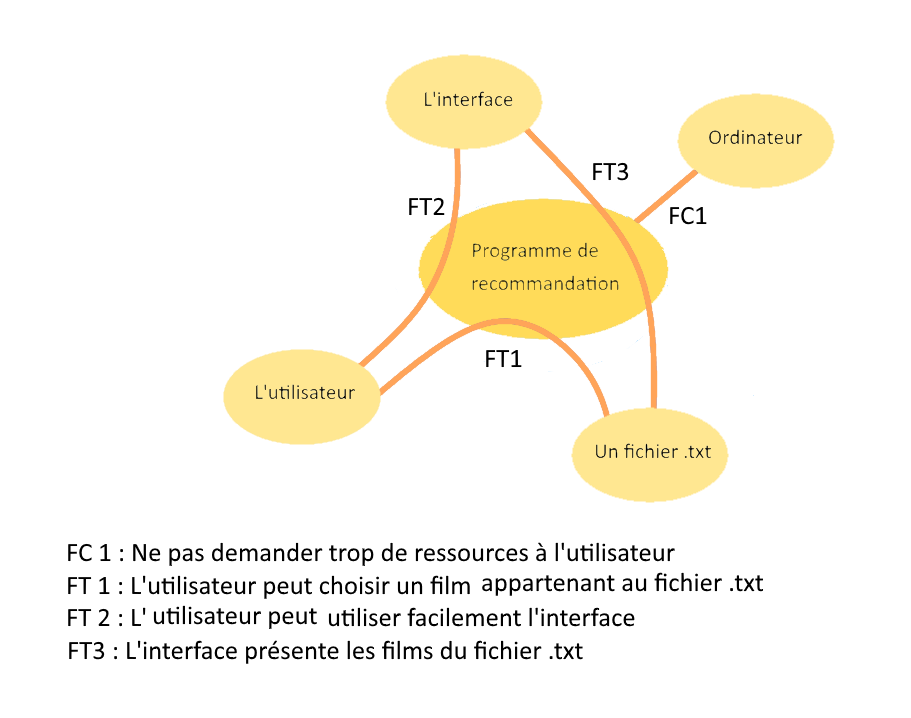 L'interface
Ordinateur
FT3
FT2
FC1
Programme de
recommandation
FT1
L'utilisateur
Un fichier .txt
FC 1 : Ne pas demander trop de ressources à l'utilisateur
FT 1 : L'utilisateur peut choisir un film appartenant au fichier .txt
FT 2 : L' utilisateur peut utiliser facilement l'interface
FT3 : L'interface présente les films du fichier .txt